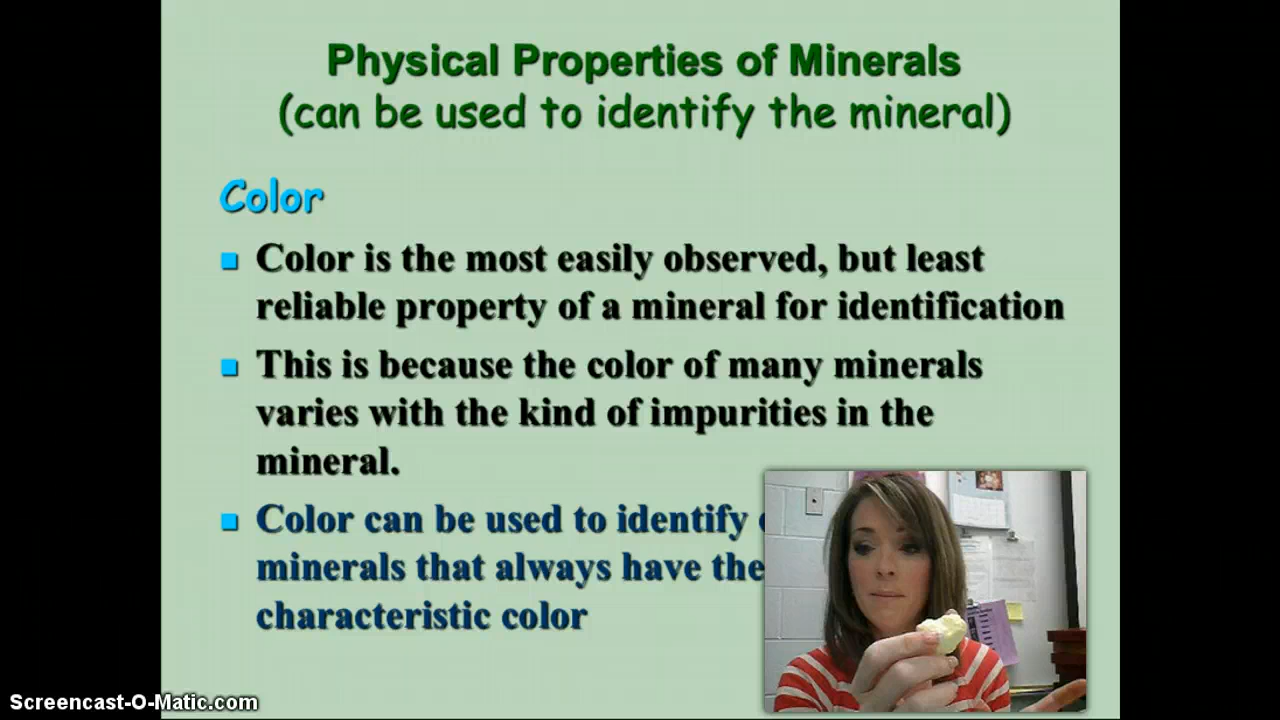 Physical Properties of Minerals
(can be used to identify the mineral)
Color
Color is the most easily observed, but least
reliable property of a mineral for identification
This is because the color of many minerals
varies with the kind of impurities in the
mineral.
Color can be used to identify
minerals that always have the
characteristic color
Screencast-O-Matic.com